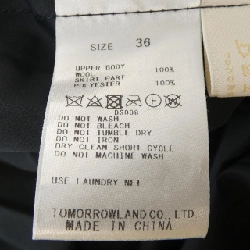 SIZE 36
UPPER BODY
WOOL 100%
SKIRT PART
POLYESTER 100%
DO NOT WASH
DO NOT BLEACH
DO NOT TUMBLE DRY
DO NOT IRON
DRY CLEAN SHORT CYCLE
DO NOT MACHINE WASH
USE LAUNDRY NET
TOMORROWLAND CO., LTD.
MADE IN CHINA